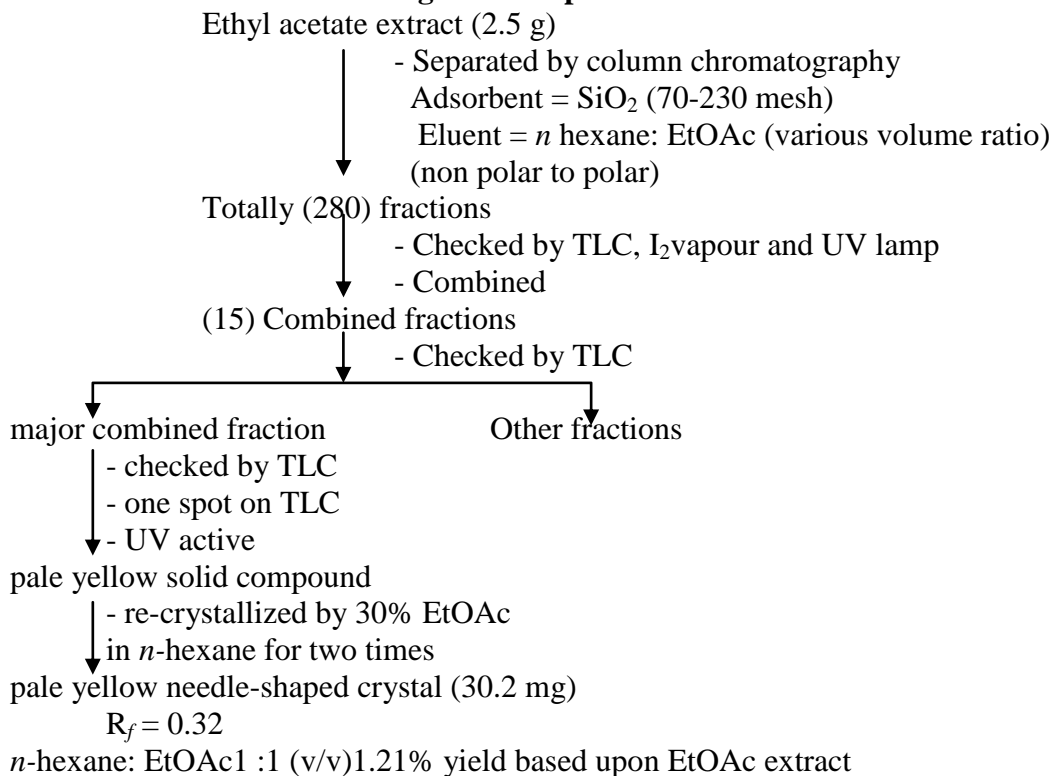 Ethyl acetate extract (2.5 g)
- Separated by column chromatography
Adsorbent = SiO₂ (70-230 mesh)
Eluent = n hexane: EtOAc (various volume ratio)
(non polar to polar)
Totally (280) fractions
- Checked by TLC, I₂vapour and UV lamp
- Combined
(15) Combined fractions
- Checked by TLC
major combined fraction Other fractions
- checked by TLC
- one spot on TLC
- UV active
pale yellow solid compound
- re-crystallized by 30% EtOAc
in n-hexane for two times
pale yellow needle-shaped crystal (30.2 mg)
Rf = 0.32
n-hexane: EtOAc1 :1 (v/v)1.21% yield based upon EtOAc extract